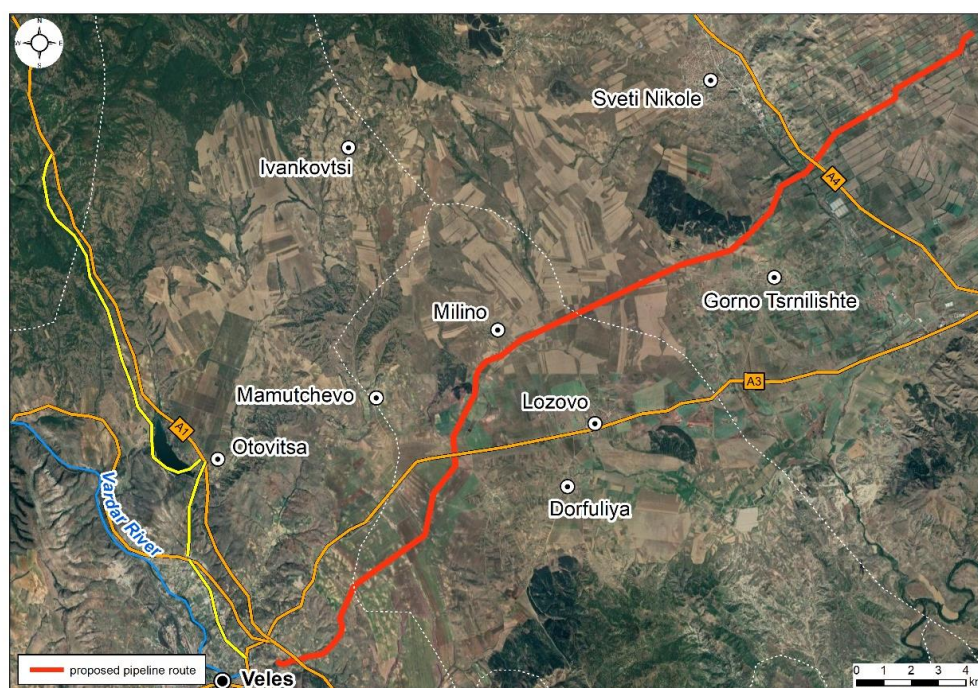 N
W E
S
Sveti Nikole
Ivankovtsi
A4
Gorno Tsrnilishte
Milino
A3
Mamutchevo
Lozovo
A1
Otovitsa
Dorfuliya
Vardar River
proposed pipeline route
Veles
0 1 2 3 4
km